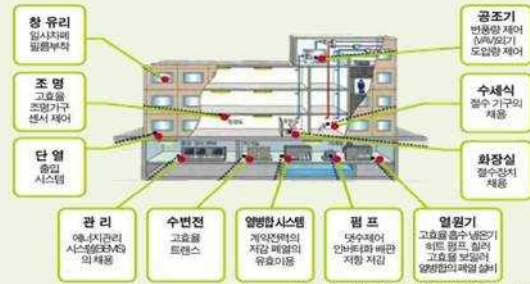 창 유리
일사차폐
필름부착
조 명
고효율
조명가구
센서 제어
단 열
출입
시스템
공조기
변풍량 제어
(VAV)외기
도입량 제어
수세식
절수 기구의
채용
화장실
절수장치
채용
관 리
에너지관리
시스템(BEMS)
의 채용
수변전
고효율
트랜스
열병합 시스템
계약전력의
저감 폐열의
유효이용
펌 프
댓수제어
인버터화 배관
저항 저감
열원기
고효율 흡수 냉온기
히트 펌프, 칠러
고효율 보일러
열병합의 폐열 설비